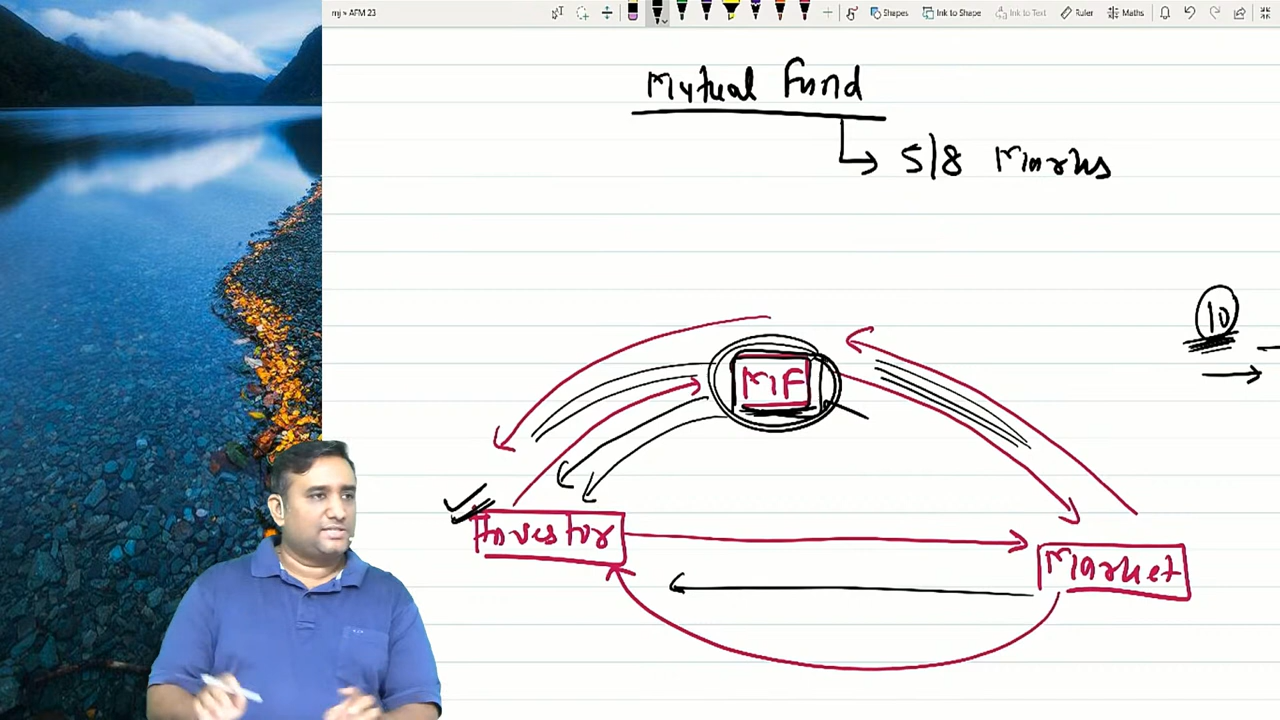 mj » AFM 23
Shapes
Ink to Shape
Ink to Text
Ruler
Maths
Mutual Fund
5/8 Marks
10
MF
Investor
Market